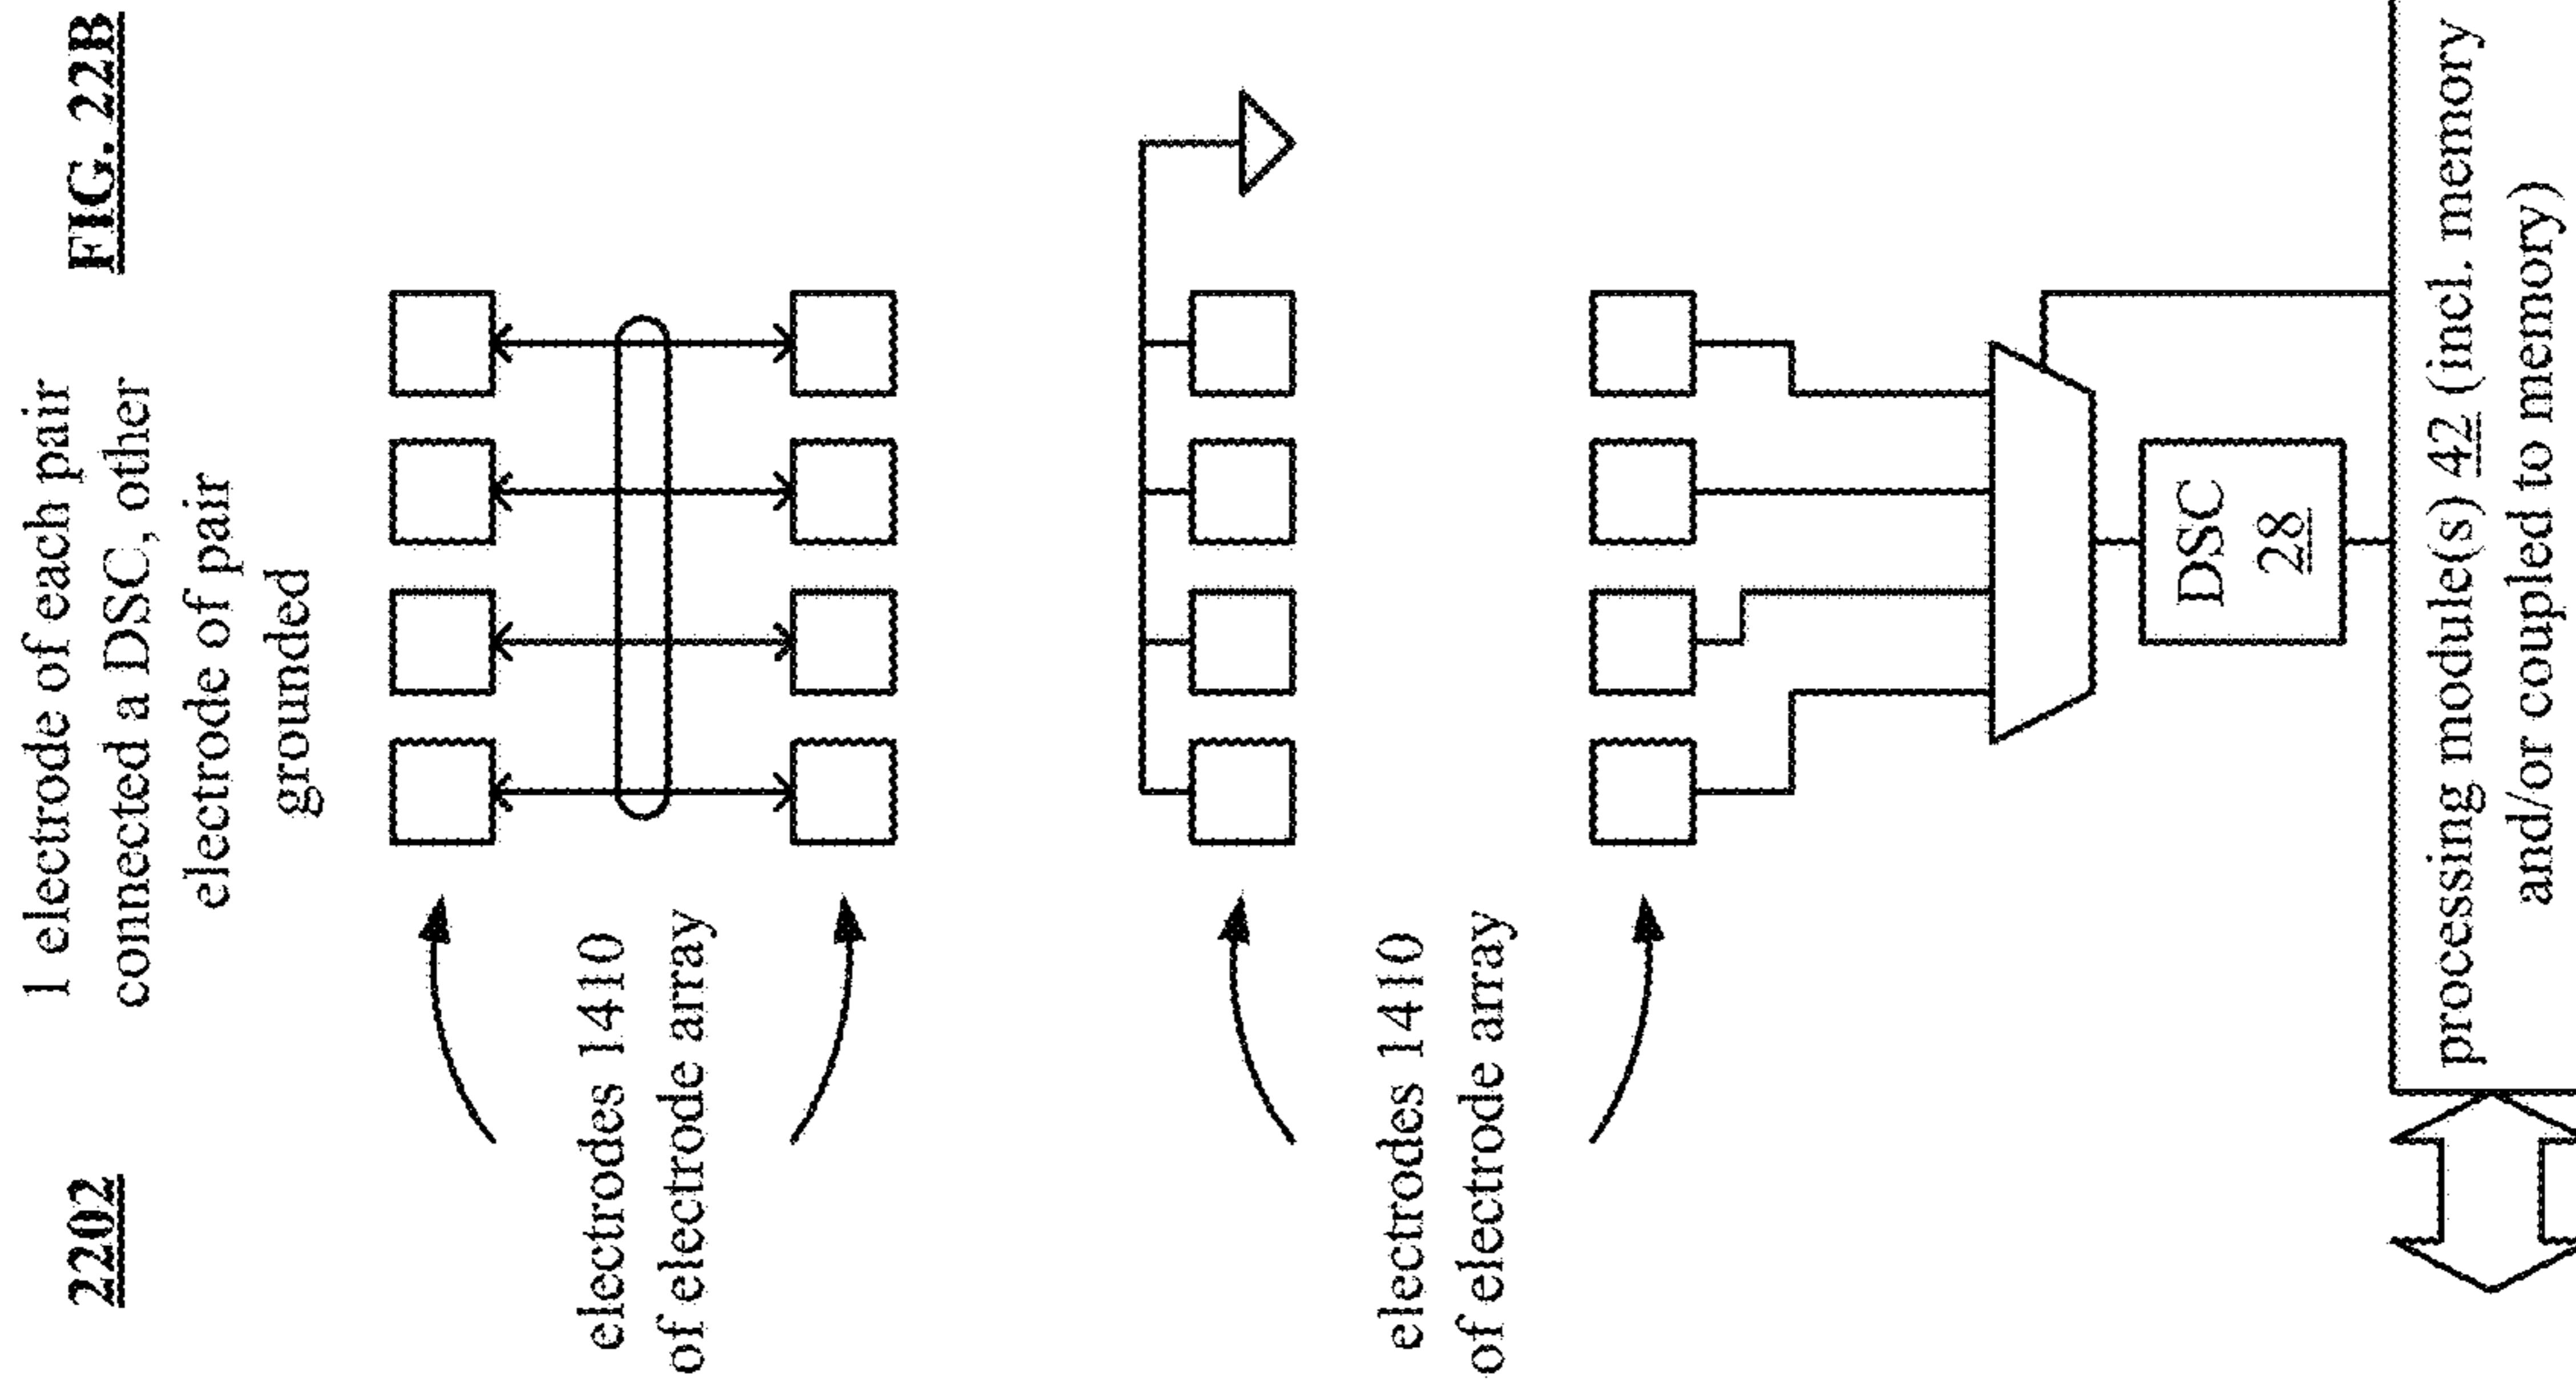 2202
FIG. 22B
1 electrode of each pair
connected a DSC, other
electrode of pair
grounded
electrodes 1410
of electrode array
electrodes 1410
of electrode array
DSC
28
processing module(s) 42 (incl. memory
and/or coupled to memory)